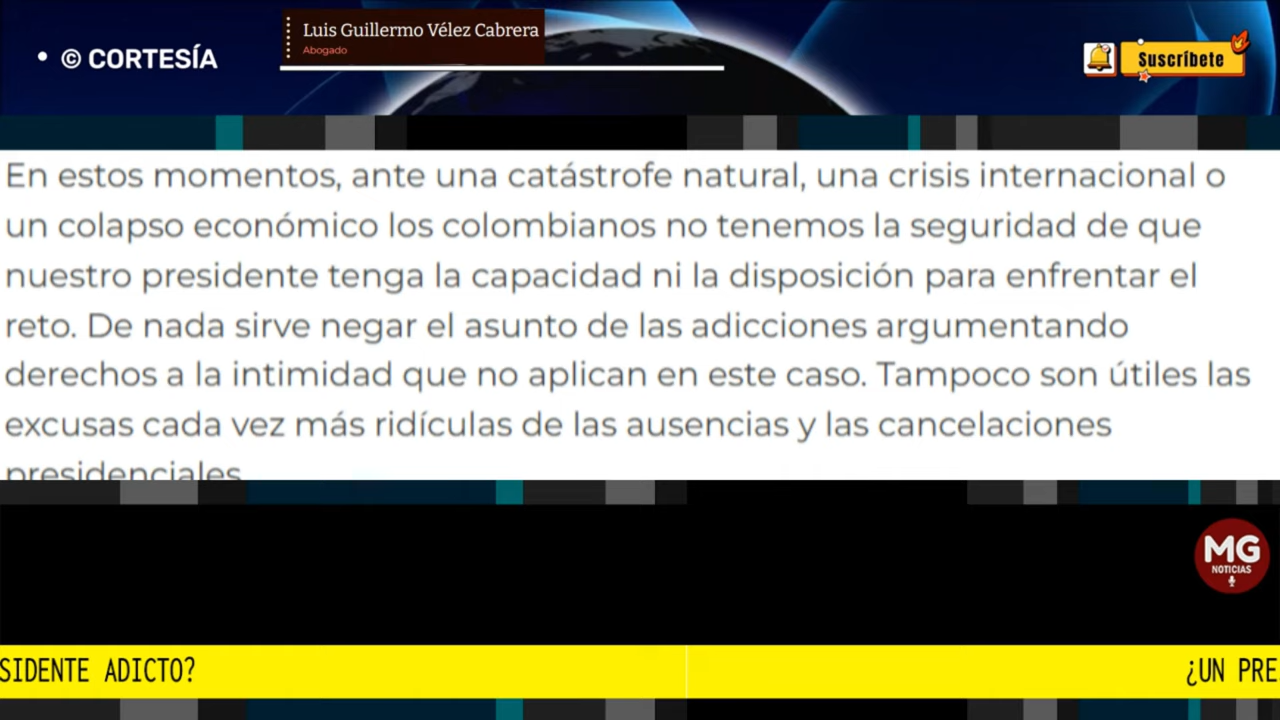 • © CORTESÍA
Luis Guillermo Vélez Cabrera
Abogado
Suscríbete
En estos momentos, ante una catástrofe natural, una crisis internacional o
un colapso económico los colombianos no tenemos la seguridad de que
nuestro presidente tenga la capacidad ni la disposición para enfrentar el
reto. De nada sirve negar el asunto de las adicciones argumentando
derechos a la intimidad que no aplican en este caso. Tampoco son útiles las
excusas cada vez más ridículas de las ausencias y las cancelaciones
presidenciales
MG
NOTICIAS
SIDENTE ADICTO?
¿UN PRE